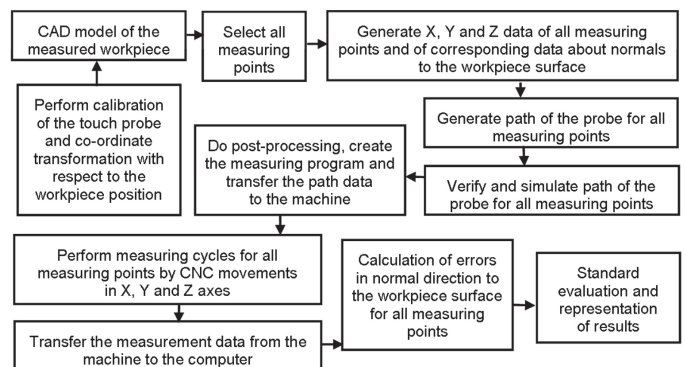 CAD model of the
measured workpiece
Select all
measuring
points
Generate X, Y and Z data of all measuring
points and of corresponding data about normals
to the workpiece surface
Perform calibration
of the touch probe
and co-ordinate
transformation with
respect to the
workpiece position
Generate path of the probe for all
measuring points
Do post-processing, create
the measuring program and
transfer the path data
to the machine
Verify and simulate path of the
probe for all measuring points
Perform measuring cycles for all
measuring points by CNC movements
in X, Y and Z axes
Calculation of errors
in normal direction to
the workpiece surface
for all measuring
points
Standard
evaluation and
representation
of results
Transfer the measurement data from the
machine to the computer